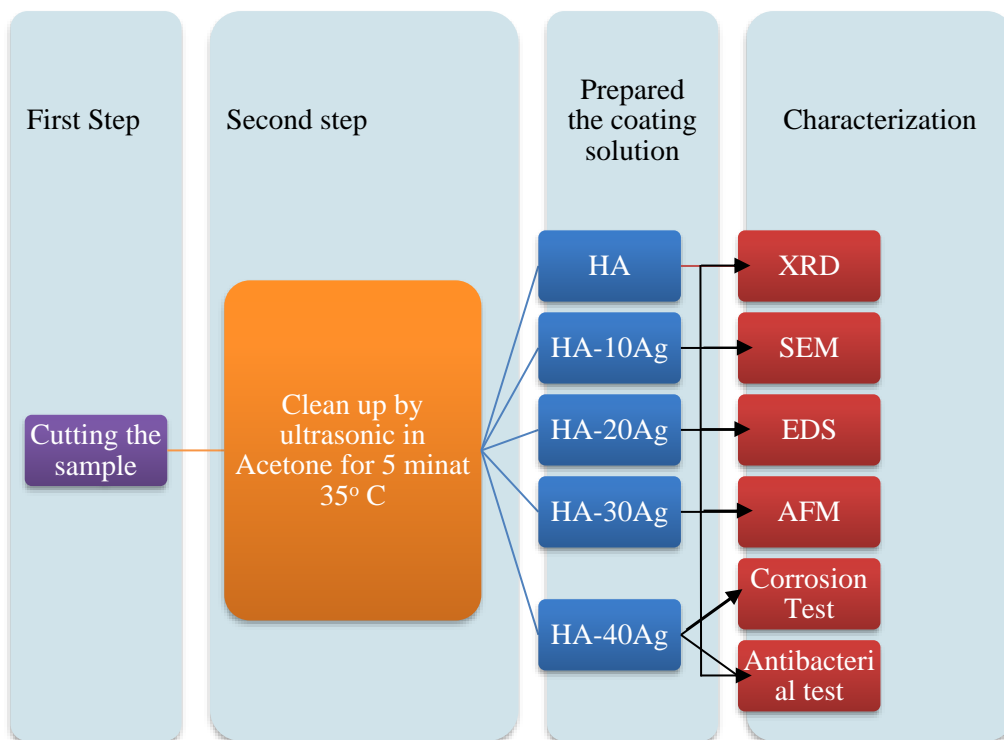 First Step
Second step
Prepared
the coating
solution
Characterization
Cutting the
sample
Clean up by
ultrasonic in
Acetone for 5 minat
35º C
HA
HA-10Ag
HA-20Ag
HA-30Ag
HA-40Ag
XRD
SEM
EDS
AFM
Corrosion
Test
Antibacteri
al test